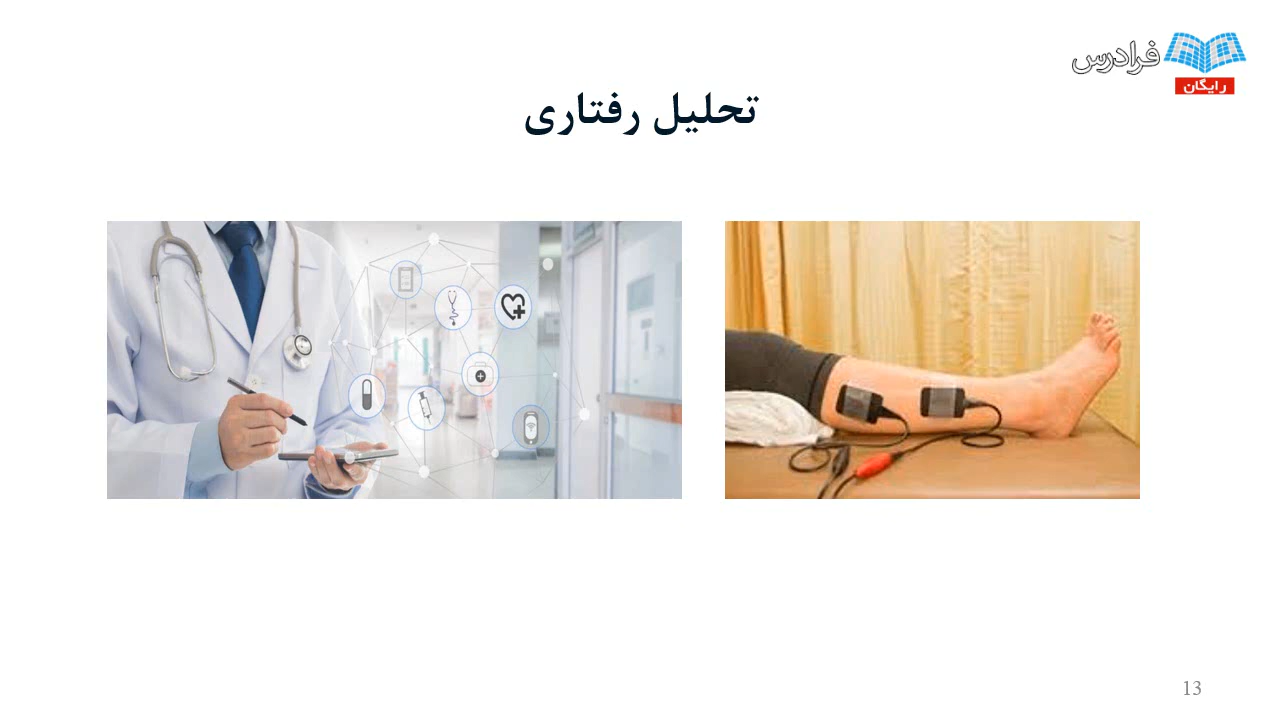 فرادرس
رایگان
تحلیل رفتاری
13